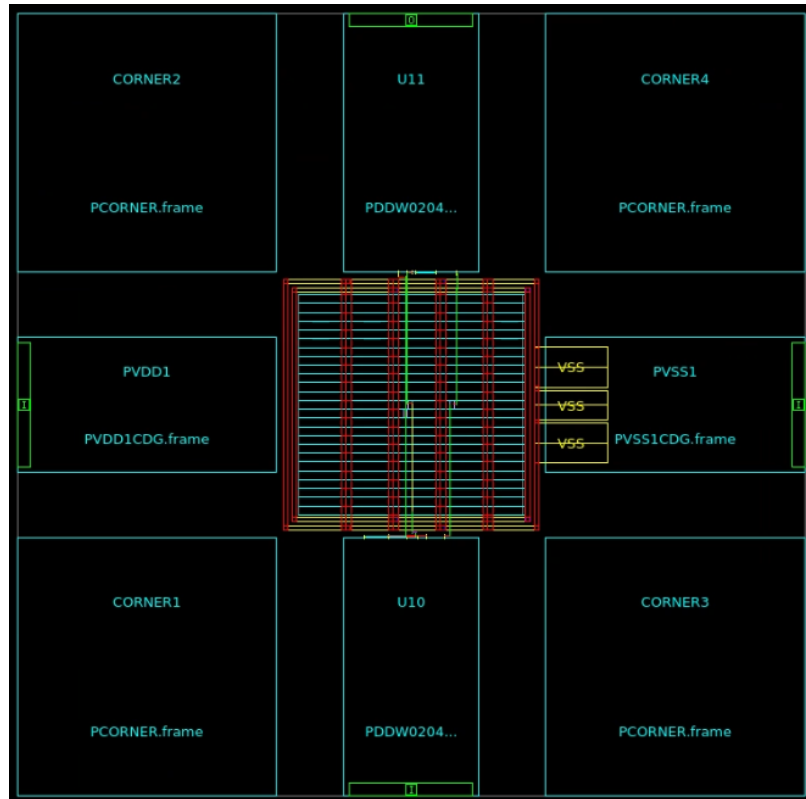 O
CORNER2
U11
CORNER4
PCORNER.frame
PDDW0204...
PCORNER.frame
VSS
PVDD1
PVSS1
I
VSS
I
PVDD1CDG.frame
VSS
PVSS1CDG.frame
CORNER1
U10
CORNER3
PCORNER.frame
PDDW0204...
PCORNER.frame
I